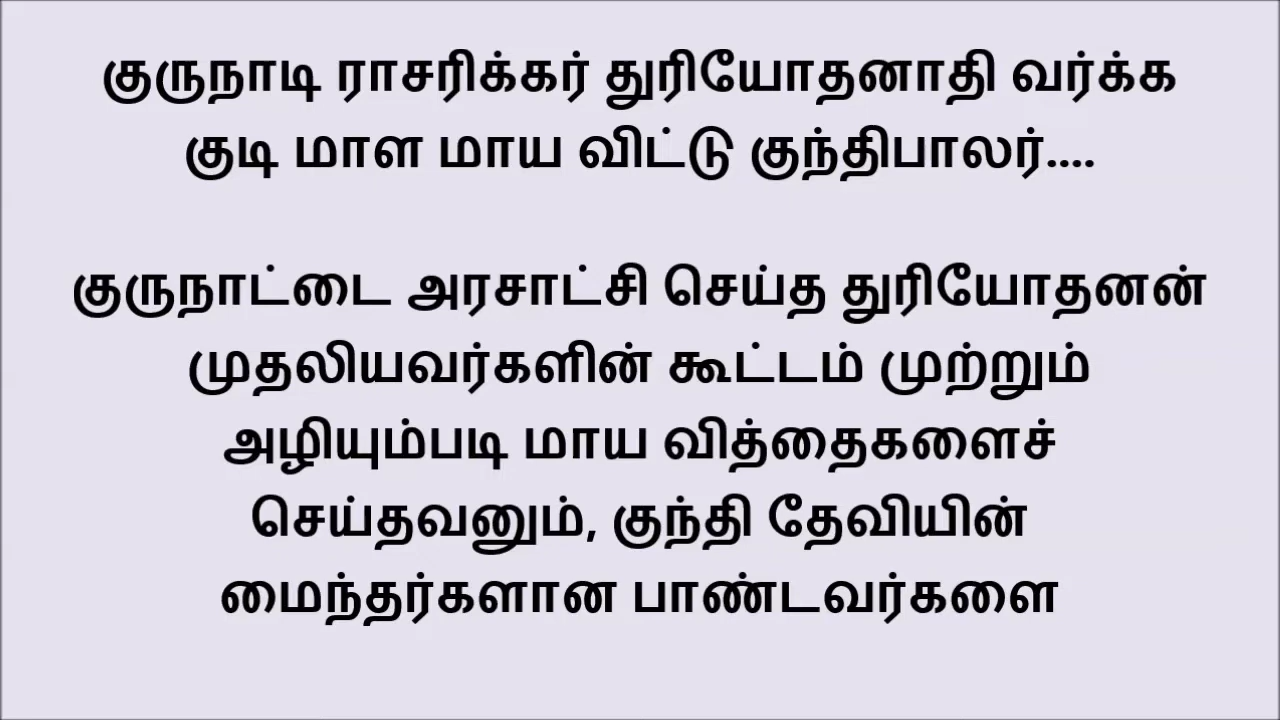 குருநாடி ராசரிக்கர் துரியோதனாதி வர்க்க
குடி மாள மாய விட்டு குந்திபாலர்....
குருநாட்டை அரசாட்சி செய்த துரியோதனன்
முதலியவர்களின் கூட்டம் முற்றும்
அழியும்படி மாய வித்தைகளைச்
செய்தவனும், குந்தி தேவியின்
மைந்தர்களான பாண்டவர்களை